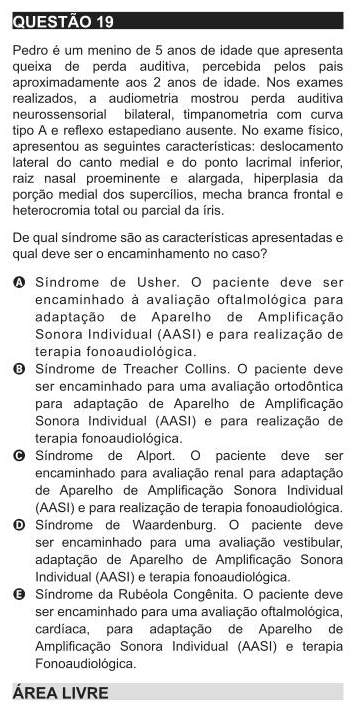 QUESTÃO 19
Pedro é um menino de 5 anos de idade que apresenta
queixa de perda auditiva, percebida pelos pais
aproximadamente aos 2 anos de idade. Nos exames
realizados, a audiometria mostrou perda auditiva
neurossensorial bilateral, timpanometria com curva
tipo A e reflexo estapediano ausente. No exame físico,
apresentou as seguintes características: deslocamento
lateral do canto medial e do ponto lacrimal inferior,
raiz nasal proeminente e alargada, hiperplasia da
porção medial dos supercílios, mecha branca frontal e
heterocromia total ou parcial da íris.
De qual síndrome são as características apresentadas e
qual deve ser o encaminhamento no caso?
A Síndrome de Usher. O paciente deve ser
encaminhado à avaliação oftalmológica para
adaptação de Aparelho de Amplificação
Sonora Individual (AASI) e para realização de
terapia fonoaudiológica.
B Síndrome de Treacher Collins. O paciente deve
ser encaminhado para uma avaliação ortodôntica
para adaptação de Aparelho de Amplificação
Sonora Individual (AASI) e para realização de
terapia fonoaudiológica.
C Síndrome de Alport. O paciente deve ser
encaminhado para avaliação renal para adaptação
de Aparelho de Amplificação Sonora Individual
(AASI) e para realização de terapia fonoaudiológica.
D Síndrome de Waardenburg. O paciente deve
ser encaminhado para uma avaliação vestibular,
adaptação de Aparelho de Amplificação Sonora
Individual (AASI) e terapia fonoaudiológica.
E Síndrome da Rubéola Congênita. O paciente deve
ser encaminhado para uma avaliação oftalmológica,
cardíaca, para adaptação de Aparelho de
Amplificação Sonora Individual (AASI) e terapia
Fonoaudiológica.
ÁREA LIVRE